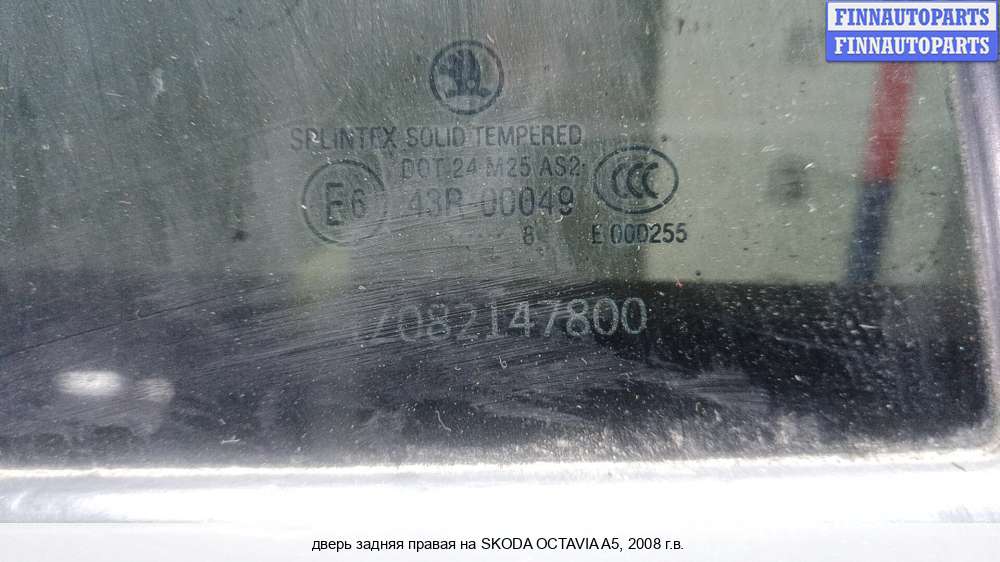 FINNAUTOPARTS
FINNAUTOPARTS
SPLINTEX SOLID TEMPERED
DOT 24 M25 AS2
E6
43R-00049
CCC
8
E 000255
Z082147800
дверь задняя правая на SKODA OCTAVIA A5, 2008 г.в.